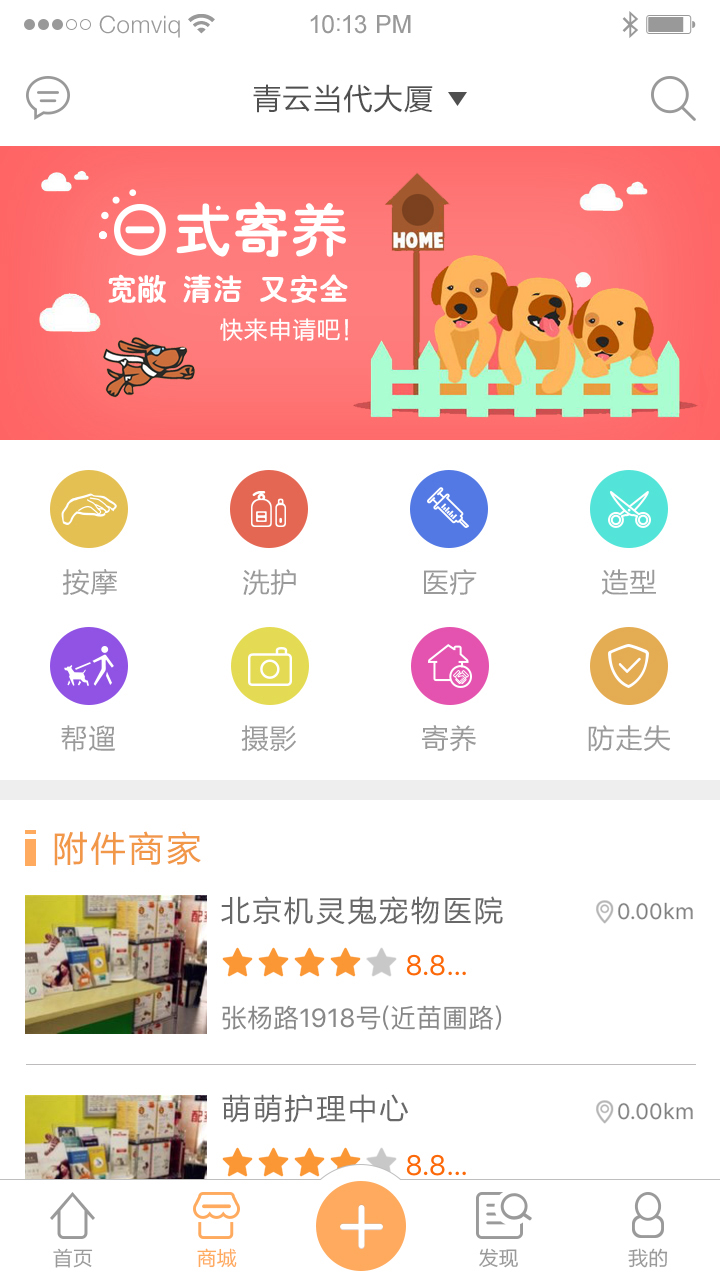 Comviq 10:13 PM
青云当代大厦
日式寄养
宽敞 清洁 又安全
快来申请吧！
HOME
按摩 洗护 医疗 造型
帮遛 摄影 寄养 防走失
附件商家
北京机灵鬼宠物医院 0.00km
8.8...
张杨路1918号(近苗圃路)
萌萌护理中心 0.00km
8.8...
首页 商城 发现 我的